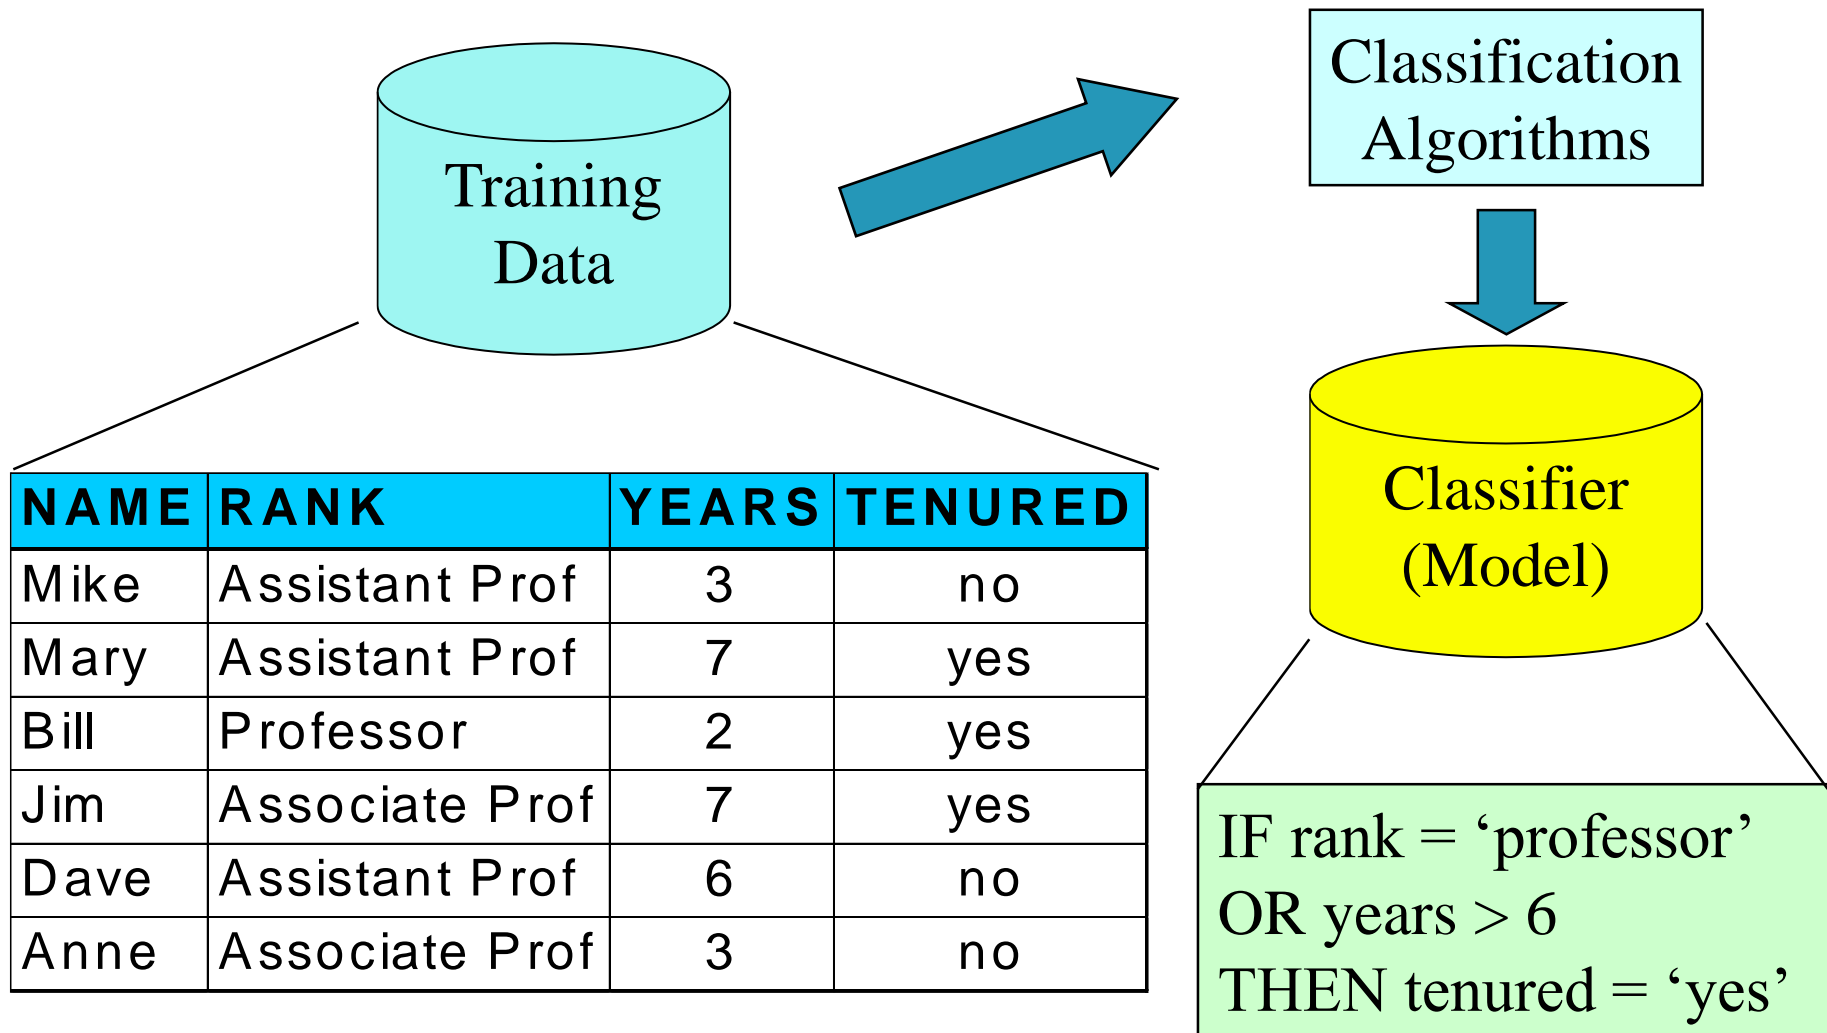 Training
Data
Classification
Algorithms
NAME RANK YEARS TENURED
Mike Assistant Prof 3 no
Mary Assistant Prof 7 yes
Bill Professor 2 yes
Jim Associate Prof 7 yes
Dave Assistant Prof 6 no
Anne Associate Prof 3 no
Classifier
(Model)
IF rank = ‘professor’
OR years > 6
THEN tenured = ‘yes’